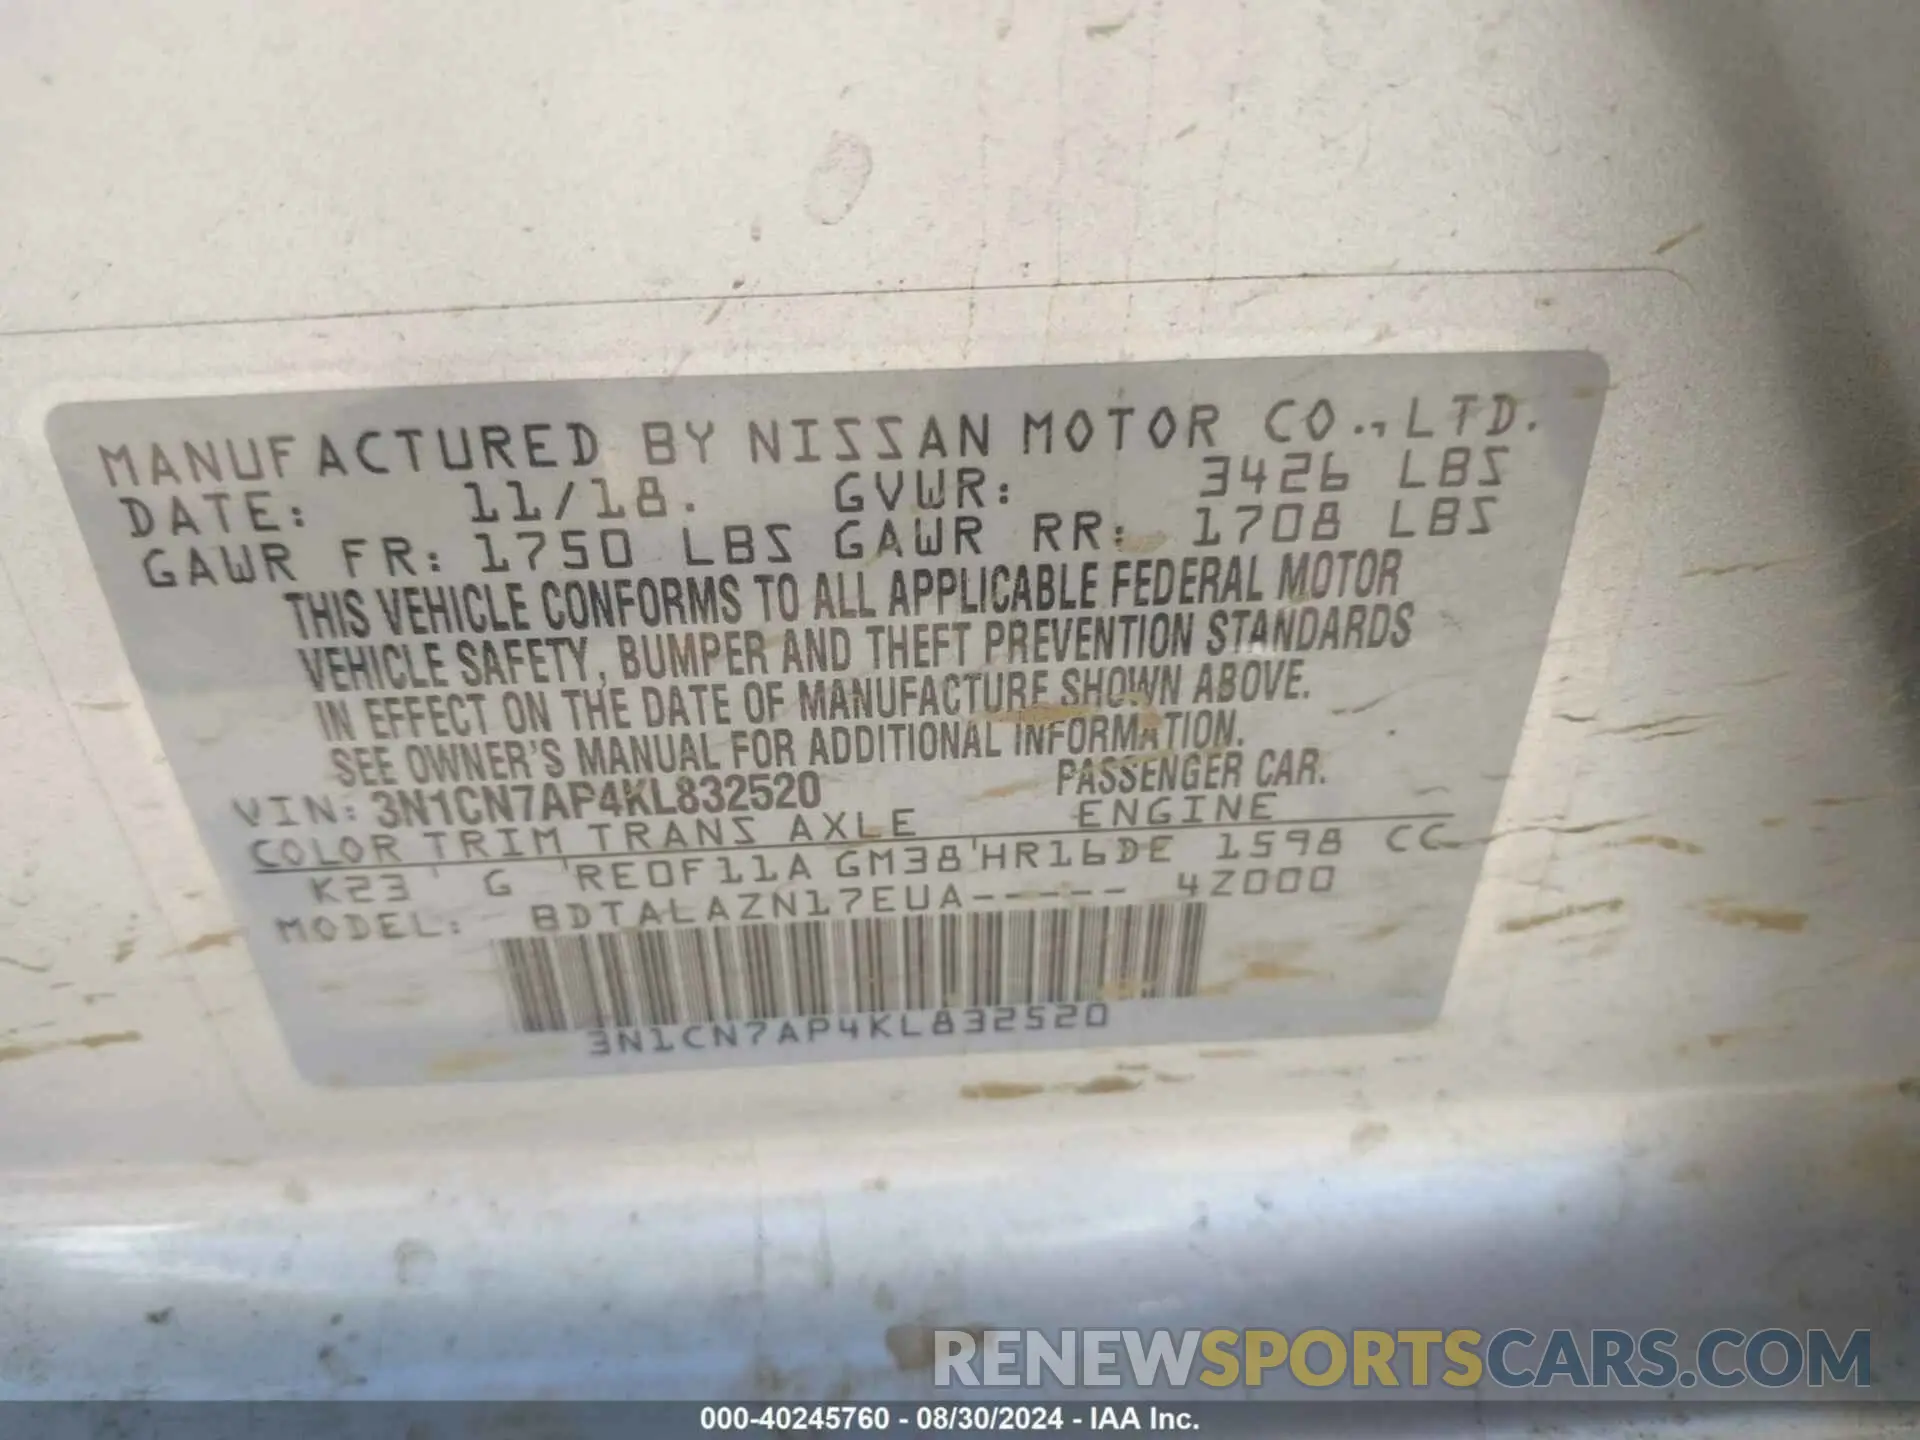 MANUFACTURED BY NISSAN MOTOR CO., LTD.
DATE: 11/18. GVWR: 3426 LBS
GAWR FR: 1750 LBS GAWR RR: 1708 LBS
THIS VEHICLE CONFORMS TO ALL APPLICABLE FEDERAL MOTOR
VEHICLE SAFETY, BUMPER AND THEFT PREVENTION STANDARDS
IN EFFECT ON THE DATE OF MANUFACTURE SHOWN ABOVE.
SEE OWNER'S MANUAL FOR ADDITIONAL INFORMATION.
VIN: 3N1CN7AP4KL832520 PASSENGER CAR.
COLOR TRIM TRANS AXLE ENGINE
K23 G RE0F11A GM38 HR16DE 1598 CC
MODEL: BDTALAZN17EUA----- 4Z000
3N1CN7AP4KL832520
RENEWSPORTSCARS.COM
000-40245760 - 08/30/2024 - IAA Inc.